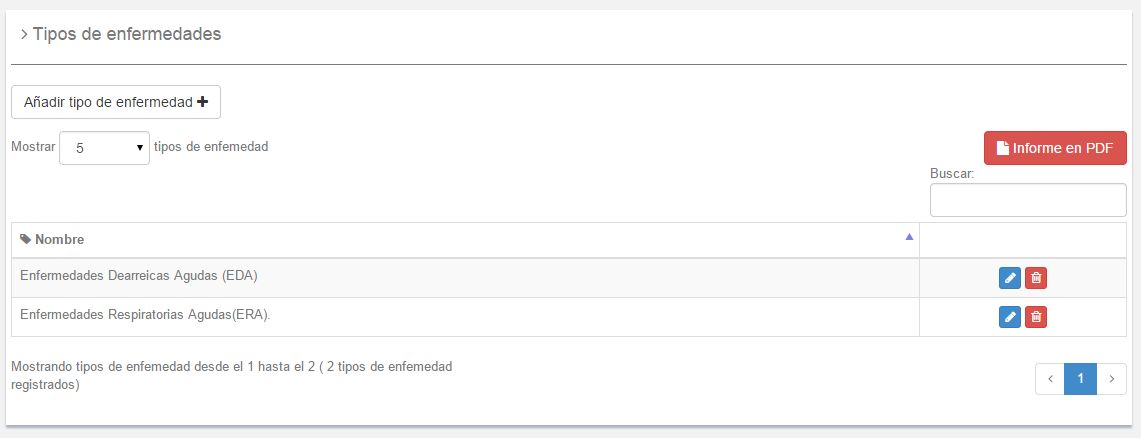 > Tipos de enfermedades
Añadir tipo de enfermedad +
Mostrar 5 tipos de enfemedad
Informe en PDF
Buscar:
Nombre
Enfermedades Dearreicas Agudas (EDA)
Enfermedades Respiratorias Agudas(ERA).
Mostrando tipos de enfemedad desde el 1 hasta el 2 ( 2 tipos de enfemedad
registrados)
< 1 >